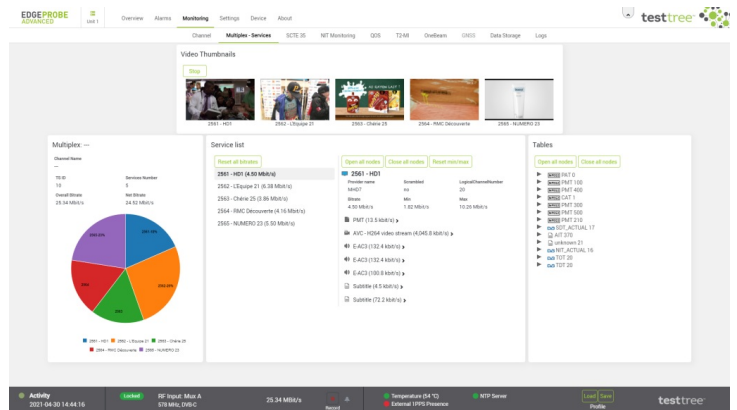 EDGEPROBE
ADVANCED
Unit 1
Overview Alarms Monitoring Settings Device About
testtree
Channel Multiplex - Services SCTE 35 NIT Monitoring QOS T2-MI OneBeam GNSS Data Storage Logs
Video Thumbnails
Stop
2561 - HD1 2562 - L'Equipe 21 2563 - Chérie 25 2564 - RMC Découverte 2565 - NUMERO 23
Multiplex: --
Channel Name
--
TS ID Services Number
10 5
Overall Bitrate Net Bitrate
25.34 Mbit/s 24.52 Mbit/s
2563
2561 - HD1 2562 - L'Equipe 21 2563 - Chérie 25
2564 - RMC Découverte 2565 - NUMERO 23
Service list
Reset all bitrates
2561 - HD1 (4.50 Mbit/s)
2562 - L'Equipe 21 (6.38 Mbit/s)
2563 - Chérie 25 (3.86 Mbit/s)
2564 - RMC Découverte (4.16 Mbit/s)
2565 - NUMERO 23 (5.50 Mbit/s)
Open all nodes Close all nodes Reset min/max
2561 - HD1
Provider name Scrambled LogicalChannelNumber
MHD7 no 20
Bitrate Min Max
4.50 Mbit/s 1.92 Mbit/s 10.26 Mbit/s
PMT (13.5 kbit/s)
AVC - H264 video stream (4,045.8 kbit/s)
E-AC3 (132.4 kbit/s)
E-AC3 (132.4 kbit/s)
E-AC3 (100.8 kbit/s)
Subtitle (4.5 kbit/s)
Subtitle (72.2 kbit/s)
Tables
Open all nodes Close all nodes
PAT 0
PMT 100
PMT 400
CAT 1
PMT 300
PMT 500
PMT 210
SDT_ACTUAL 17
AIT 370
unknown 21
NIT_ACTUAL 16
TOT 20
TDT 20
Activity
2021-04-30 14:44:16
Locked
RF Input: Mux A
578 MHz, DVB-C
25.34 MBit/s
Record
Temperature (54 °C)
External 1PPS Presence
NTP Server
Load Save
Profile
testtree